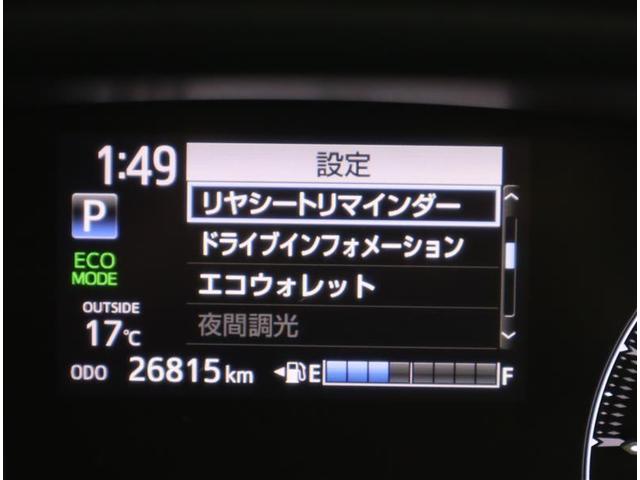 1:49
設定
P
リヤシートリマインダー
ドライブインフォメーション
ECO
MODE
エコウォレット
OUTSIDE
17℃
夜間調光
ODO 26815 km E F